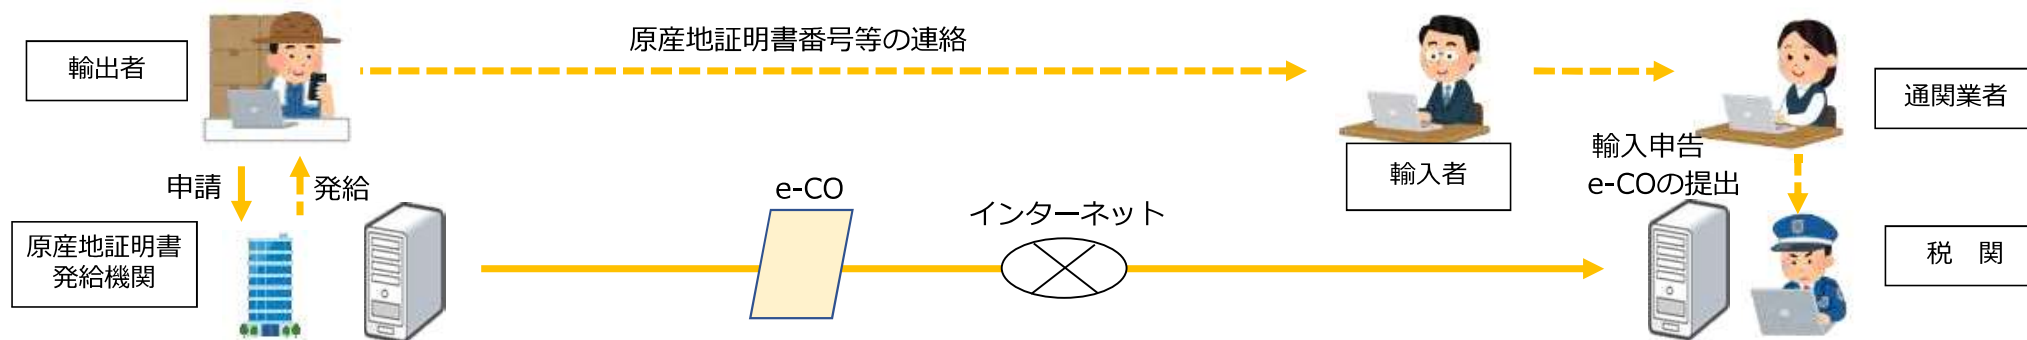 原産地証明書番号等の連絡
輸出者
通関業者
輸入者
輸入申告
e-COの提出
申請
発給
e-CO
インターネット
原産地証明書
発給機関
税　関